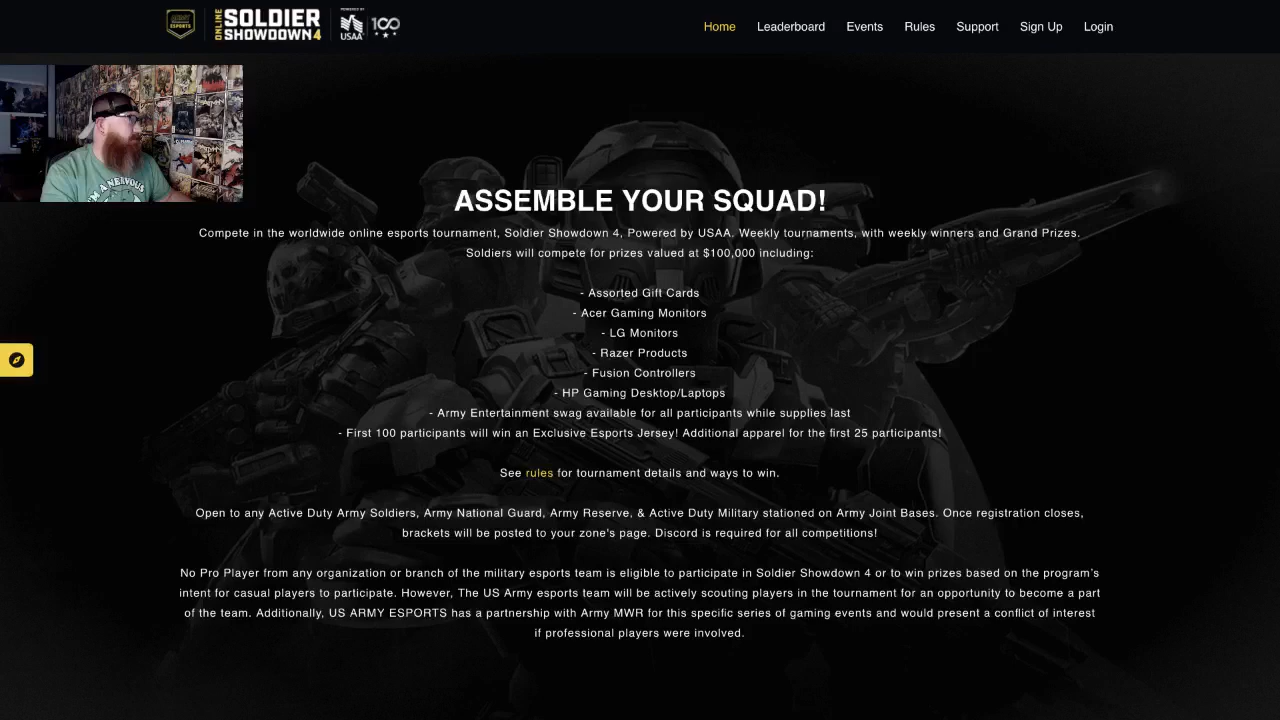 ARMY
ESPORTS
ONLINE
SOLDIER
SHOWDOWN 4
POWERED BY
USAA
100
Home
Leaderboard
Events
Rules
Support
Sign Up
Login
I'M A NERVOUS
ASSEMBLE YOUR SQUAD!
Compete in the worldwide online esports tournament, Soldier Showdown 4, Powered by USAA. Weekly tournaments, with weekly winners and Grand Prizes.
Soldiers will compete for prizes valued at $100,000 including:
- Assorted Gift Cards
- Acer Gaming Monitors
- LG Monitors
- Razer Products
- Fusion Controllers
- HP Gaming Desktop/Laptops
- Army Entertainment swag available for all participants while supplies last
- First 100 participants will win an Exclusive Esports Jersey! Additional apparel for the first 25 participants!
See rules for tournament details and ways to win.
Open to any Active Duty Army Soldiers, Army National Guard, Army Reserve, & Active Duty Military stationed on Army Joint Bases. Once registration closes,
brackets will be posted to your zone's page. Discord is required for all competitions!
No Pro Player from any organization or branch of the military esports team is eligible to participate in Soldier Showdown 4 or to win prizes based on the program's
intent for casual players to participate. However, The US Army esports team will be actively scouting players in the tournament for an opportunity to become a part
of the team. Additionally, US ARMY ESPORTS has a partnership with Army MWR for this specific series of gaming events and would present a conflict of interest
if professional players were involved.